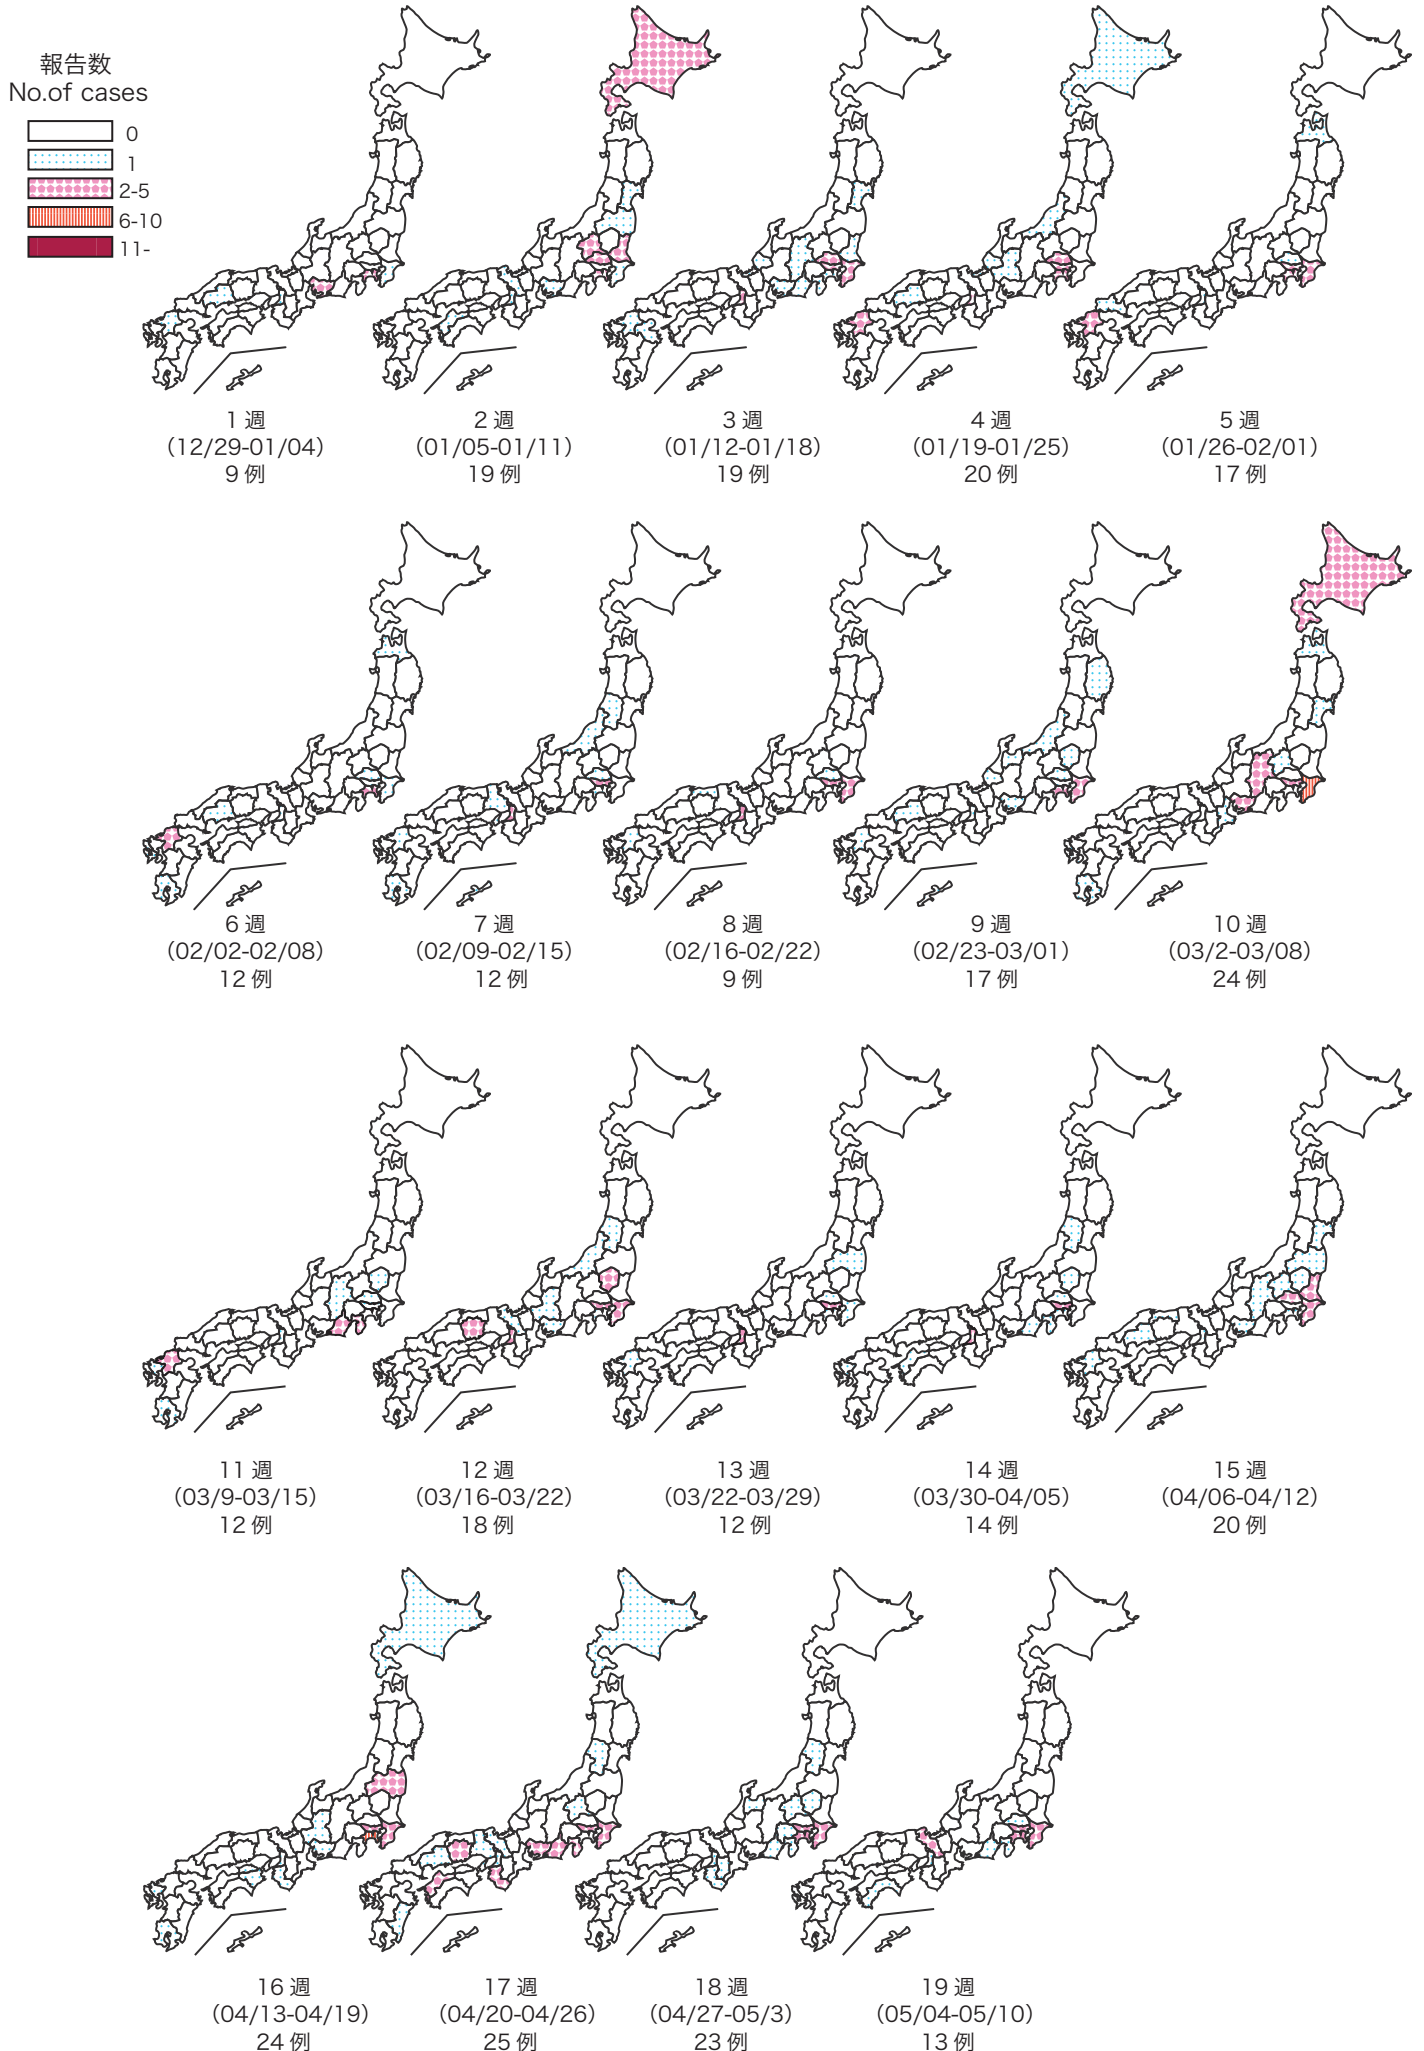 報告数
No.of cases
0
1
2-5
6-10
11-
1 週
(12/29-01/04)
9 例
2 週
(01/05-01/11)
19 例
3 週
(01/12-01/18)
19 例
4 週
(01/19-01/25)
20 例
5 週
(01/26-02/01)
17 例
6 週
(02/02-02/08)
12 例
7 週
(02/09-02/15)
12 例
8 週
(02/16-02/22)
9 例
9 週
(02/23-03/01)
17 例
10 週
(03/2-03/08)
24 例
11 週
(03/9-03/15)
12 例
12 週
(03/16-03/22)
18 例
13 週
(03/22-03/29)
12 例
14 週
(03/30-04/05)
14 例
15 週
(04/06-04/12)
20 例
16 週
(04/13-04/19)
24 例
17 週
(04/20-04/26)
25 例
18 週
(04/27-05/3)
23 例
19 週
(05/04-05/10)
13 例